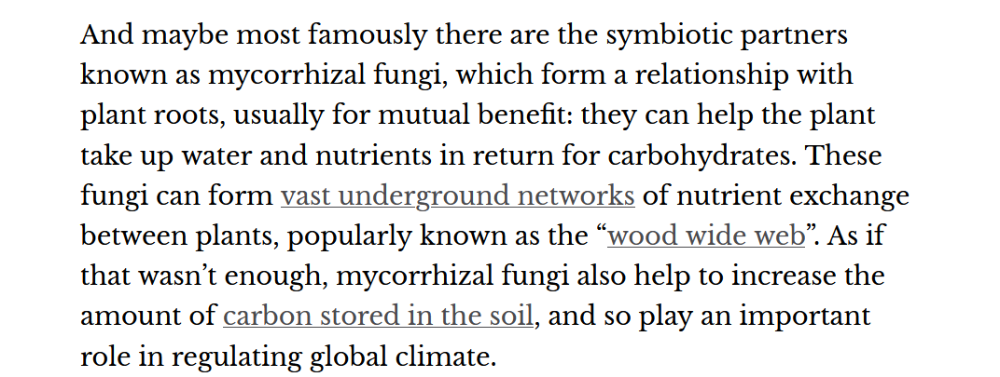 And maybe most famously there are the symbiotic partners
known as mycorrhizal fungi, which form a relationship with
plant roots, usually for mutual benefit: they can help the plant
take up water and nutrients in return for carbohydrates. These
fungi can form vast underground networks of nutrient exchange
between plants, popularly known as the “wood wide web”. As if
that wasn’t enough, mycorrhizal fungi also help to increase the
amount of carbon stored in the soil, and so play an important
role in regulating global climate.